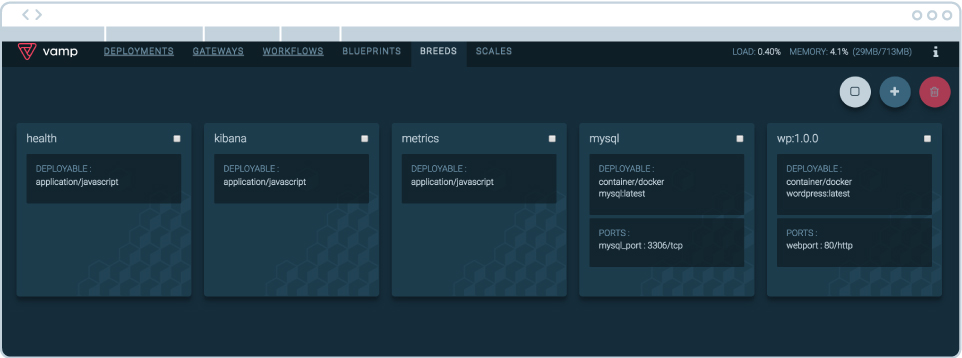 vamp DEPLOYMENTS GATEWAYS WORKFLOWS BLUEPRINTS BREEDS SCALES LOAD: 0.40% MEMORY: 4.1% (29MB/713MB) i
health
DEPLOYABLE :
application/javascript
kibana
DEPLOYABLE :
application/javascript
metrics
DEPLOYABLE :
application/javascript
mysql
DEPLOYABLE :
container/docker
mysql:latest
PORTS :
mysql_port : 3306/tcp
wp:1.0.0
DEPLOYABLE :
container/docker
wordpress:latest
PORTS :
webport : 80/http